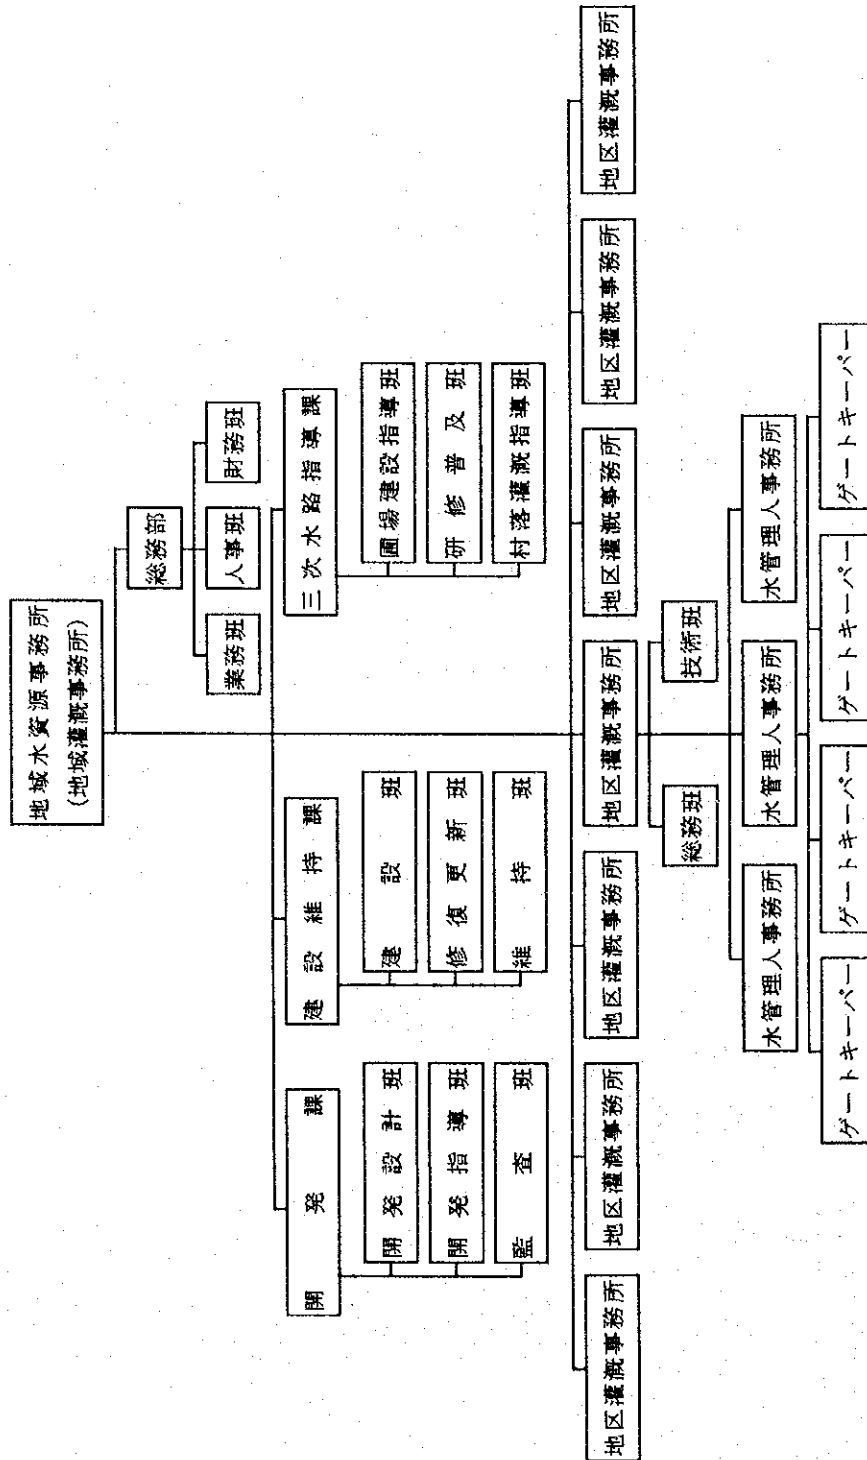 地域水資源事務所
(地域灌漑事務所)
総務部
業務班
人事班
財務班
開発課
開発設計班
開発指導班
監査班
建設維持課
建設班
修復更新班
維持班
三次水路指導課
圃場建設指導班
研修普及班
村落灌漑指導班
地区灌漑事務所
地区灌漑事務所
地区灌漑事務所
地区灌漑事務所
地区灌漑事務所
地区灌漑事務所
地区灌漑事務所
総務班
技術班
水管理人事務所
水管理人事務所
水管理人事務所
ゲートキーパー
ゲートキーパー
ゲートキーパー
ゲートキーパー